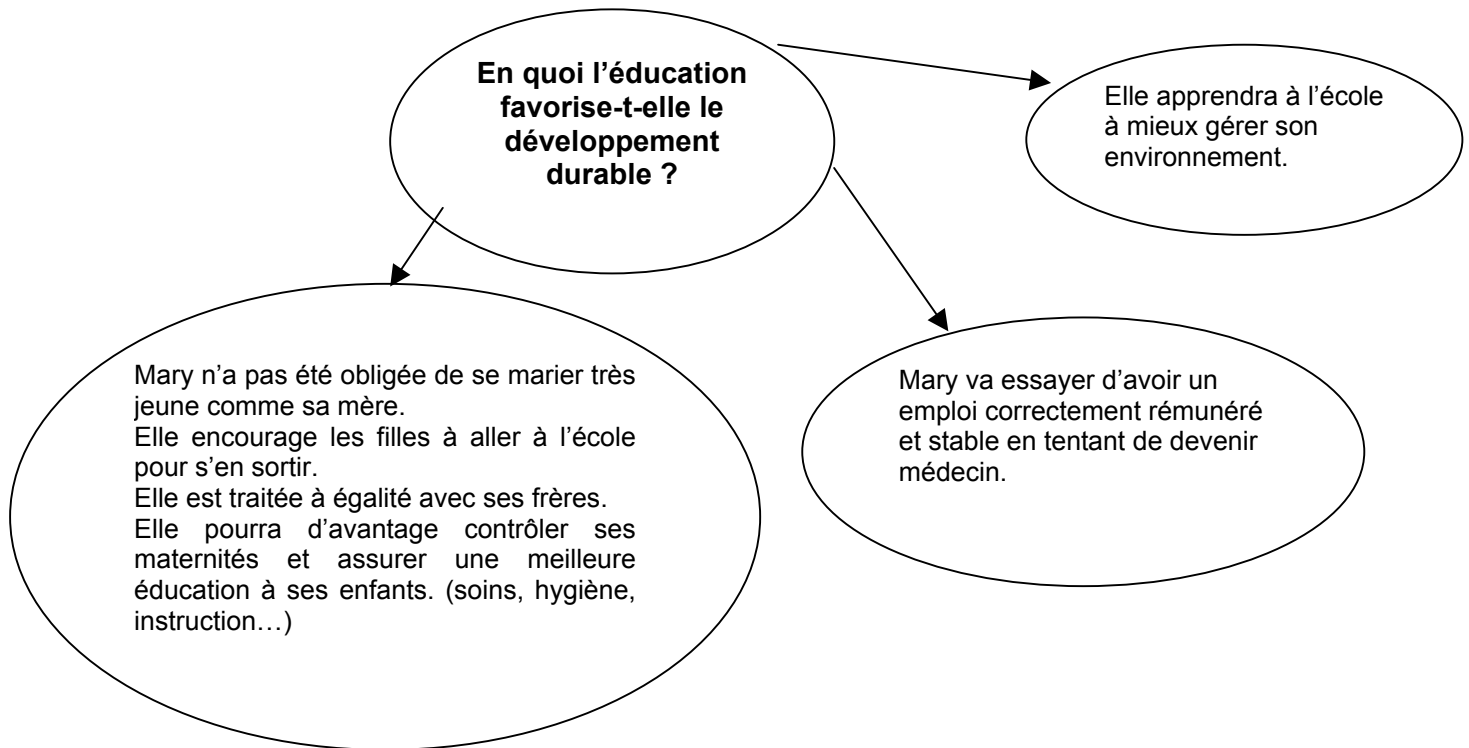 En quoi l’éducation
favorise-t-elle le
développement
durable ?
Elle apprendra à l’école
à mieux gérer son
environnement.
Mary n’a pas été obligée de se marier très
jeune comme sa mère.
Elle encourage les filles à aller à l’école
pour s’en sortir.
Elle est traitée à égalité avec ses frères.
Elle pourra d’avantage contrôler ses
maternités et assurer une meilleure
éducation à ses enfants. (soins, hygiène,
instruction…)
Mary va essayer d’avoir un
emploi correctement rémunéré
et stable en tentant de devenir
médecin.